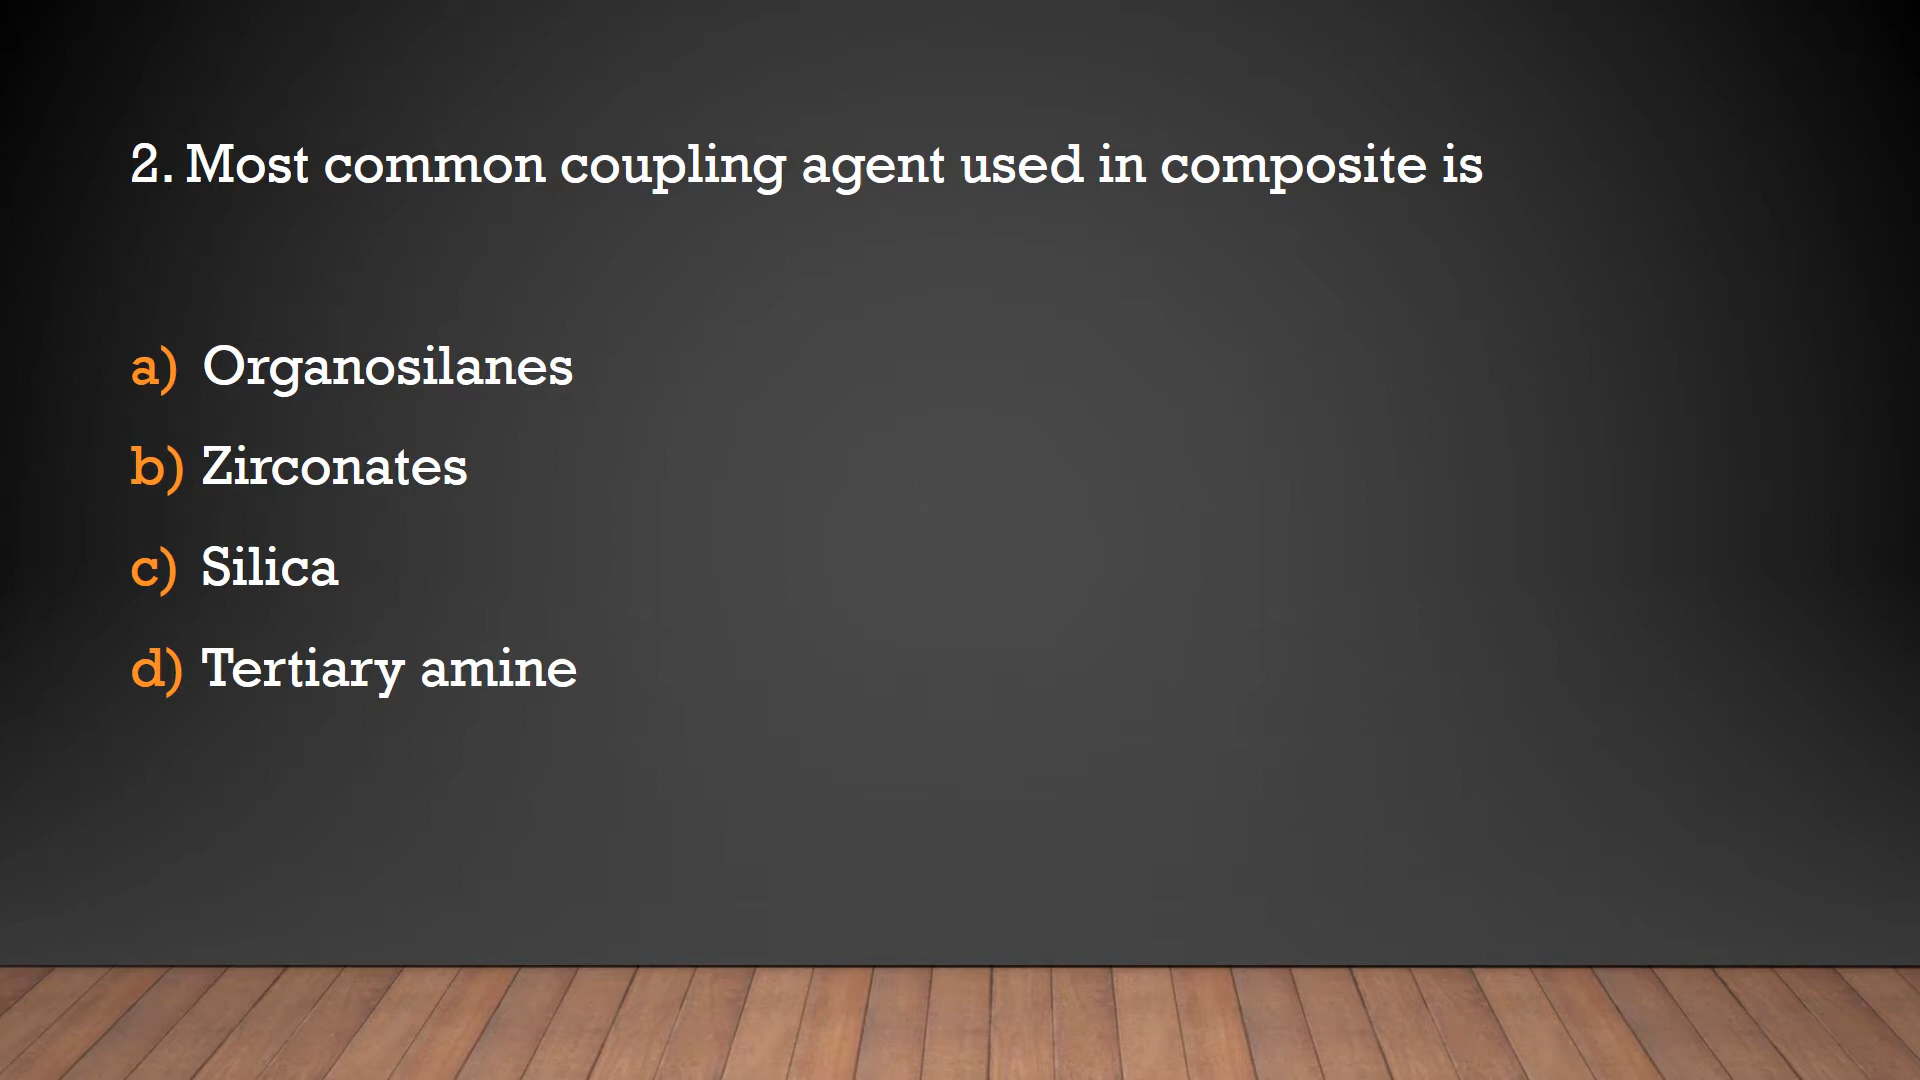 2. Most common coupling agent used in composite is
a) Organosilanes
b) Zirconates
c) Silica
d) Tertiary amine